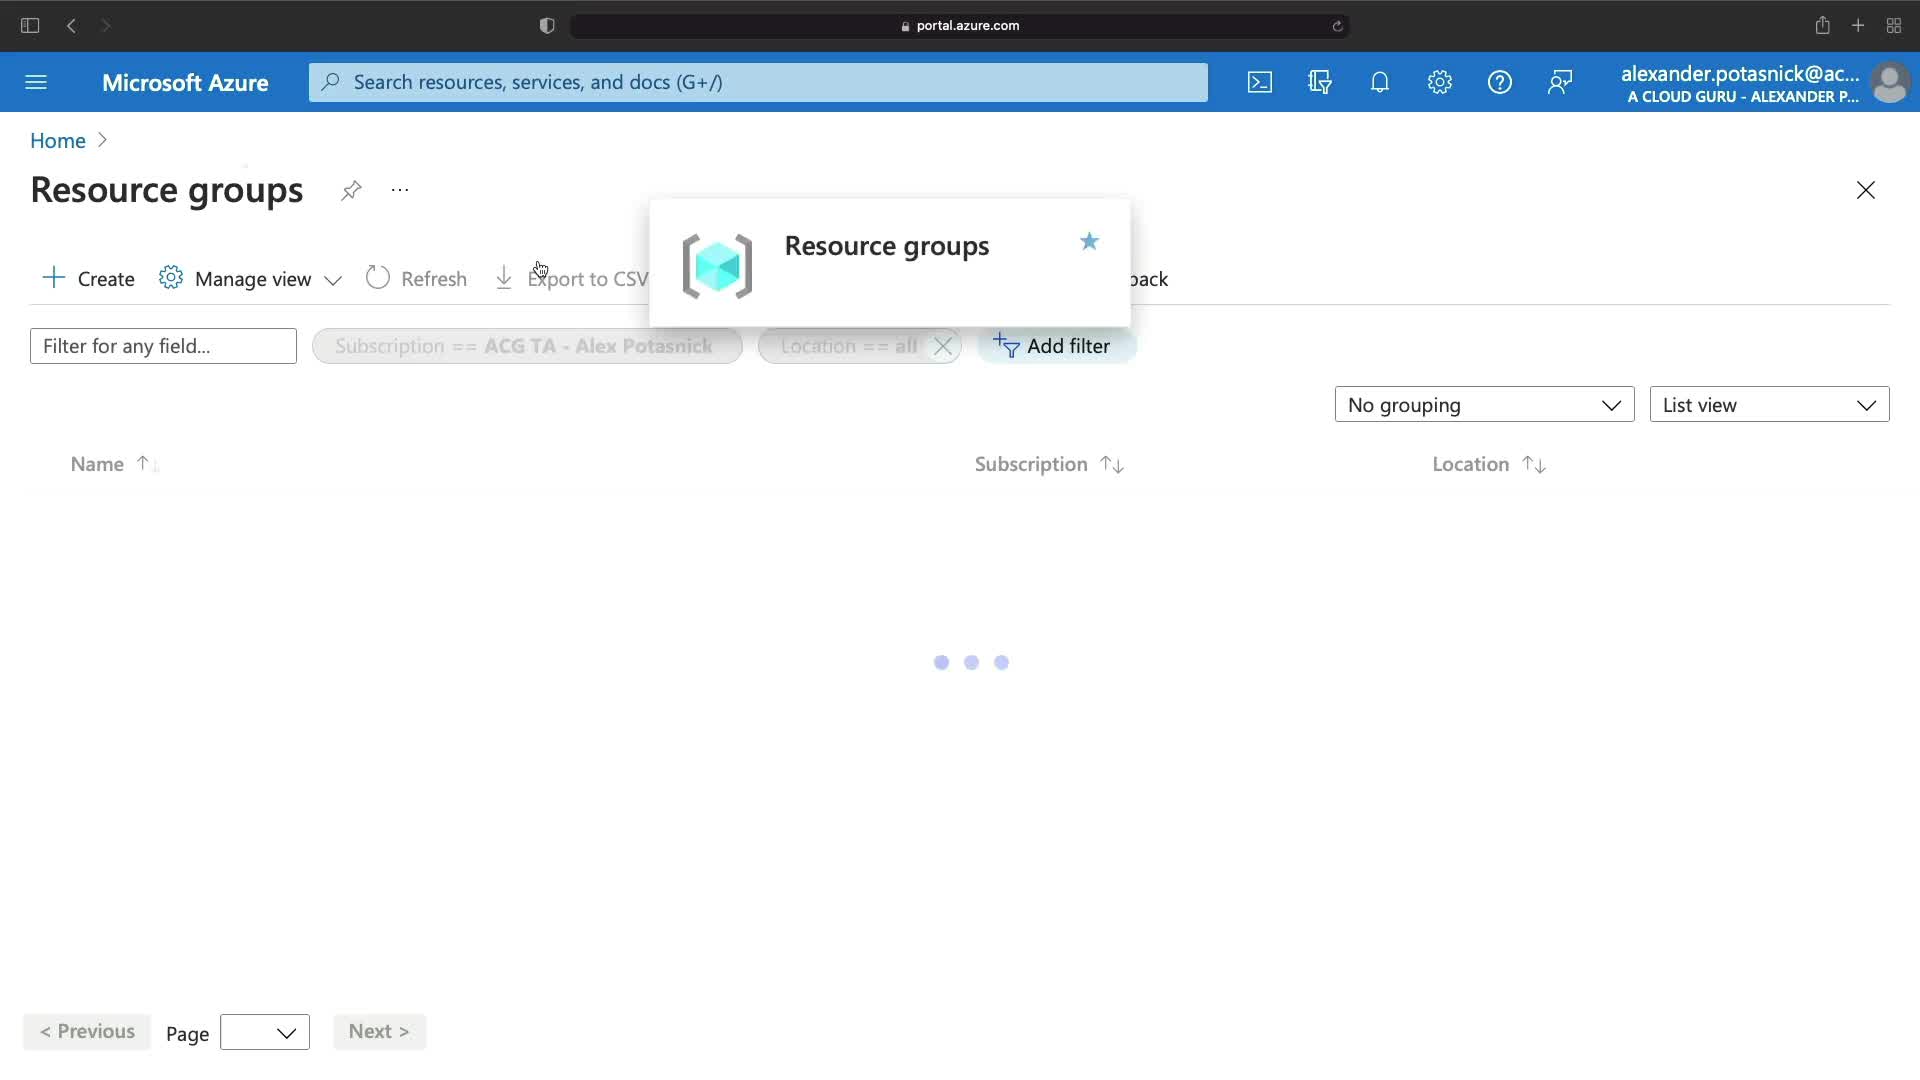 portal.azure.com
Microsoft Azure
Search resources, services, and docs (G+/)
alexander.potasnick@ac...
A CLOUD GURU - ALEXANDER P...
Home
Resource groups
Resource groups
Create
Manage view
Refresh
Export to CSV
back
Filter for any field...
Subscription == ACG TA - Alex Potasnick
Location == all
Add filter
No grouping
List view
Name
Subscription
Location
< Previous
Page
Next >